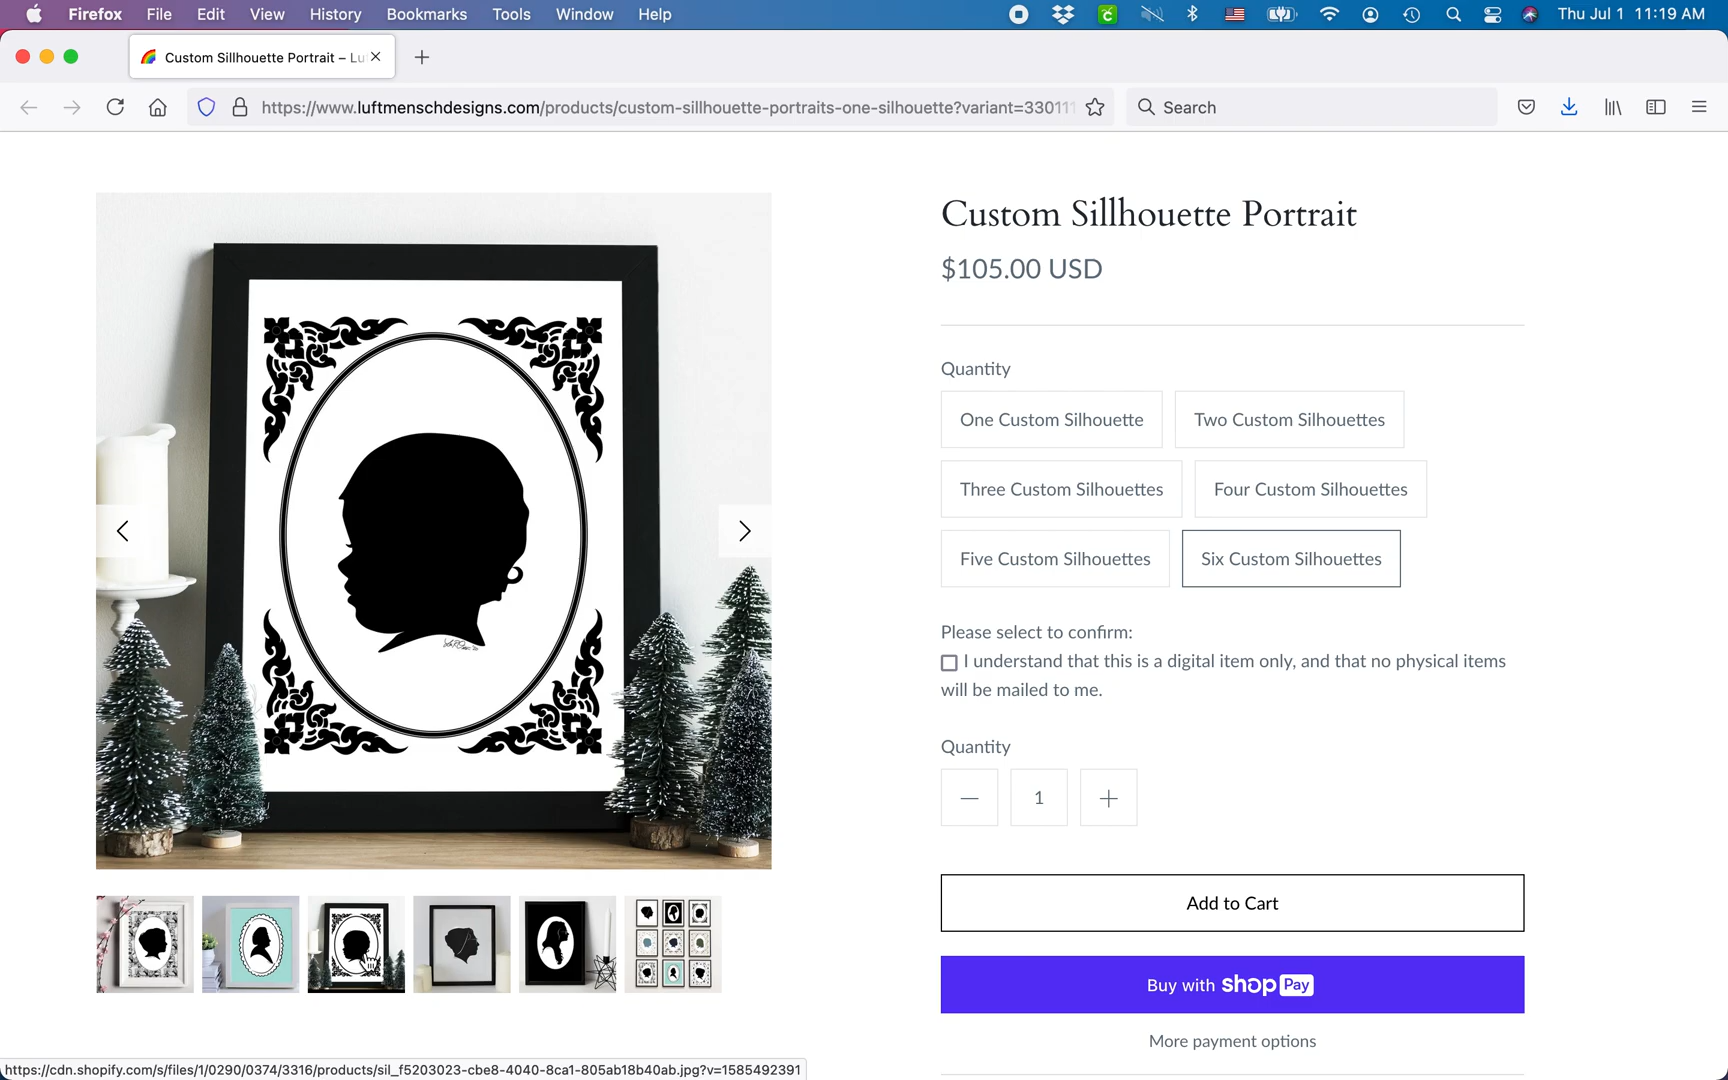 Firefox File Edit View History Bookmarks Tools Window Help Thu Jul 1 11:19 AM
Custom Sillhouette Portrait – Lu
https://www.luftmenschdesigns.com/products/custom-sillhouette-portraits-one-silhouette?variant=330111
Search
Custom Sillhouette Portrait
$105.00 USD
Quantity
One Custom Silhouette
Two Custom Silhouettes
Three Custom Silhouettes
Four Custom Silhouettes
Five Custom Silhouettes
Six Custom Silhouettes
Please select to confirm:
I understand that this is a digital item only, and that no physical items
will be mailed to me.
Quantity
1
Add to Cart
Buy with shop Pay
More payment options
https://cdn.shopify.com/s/files/1/0290/0374/3316/products/sil_f5203023-cbe8-4040-8ca1-805ab18b40ab.jpg?v=1585492391